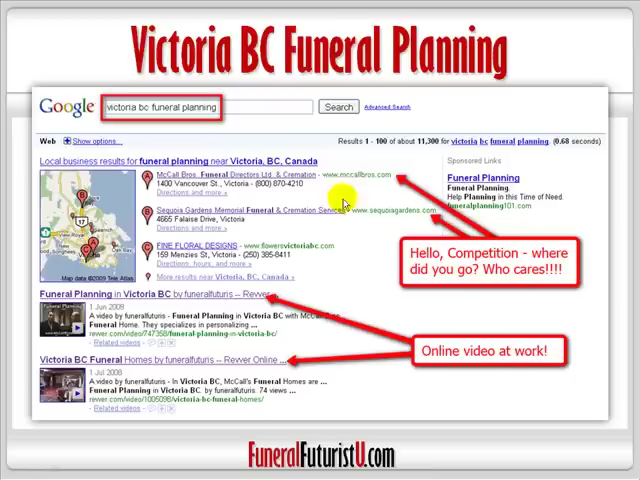 Victoria BC Funeral Planning
Google victoria bc funeral planning Search Advanced Search
Web Show options... Results 1 - 100 of about 11,300 for victoria bc funeral planning. (0.68 seconds)
Local business results for funeral planning near Victoria, BC, Canada
Sponsored Links
A McCall Bros. Funeral Directors Ltd. & Crematio - www.mccallbros.com
1400 Vancouver St., Victoria - (800) 870-4210
Directions and more »
Funeral Planning
Funeral Planning.
Help Planning in this Time of Need.
funeralplanning101.com
B Sequoia Gardens Memorial Funeral & Cremation Services - www.sequoiagardens.com
4665 Falaise Drive, Victoria
Directions and more »
C FINE FLORAL DESIGNS - www.flowersvictoriabc.com
159 Menzies St, Victoria - (250) 385-8411
Directions, hours, and more »
More results near Victoria, BC, Canada »
Map data ©2009 Tele Atlas
Hello, Competition - where
did you go? Who cares!!!!
Funeral Planning in Victoria BC by funeralfuturis -- Revver
1 Jun 2009
A video by funeralfuturis - Funeral Planning in Victoria BC with McCall
Funeral Home. They specializes in personalizing ...
revver.com/video/747358/funeral-planning-in-victoria-bc/
Related videos
Online video at work!
Victoria BC Funeral Homes by funeralfuturis -- Revver Online ...
1 Jul 2008
A video by funeralfuturis - In Victoria BC, McCall's Funeral Homes are ...
Funeral Planning in Victoria BC. by funeralfuturis. 74 views ...
revver.com/video/1005098/victoria-bc-funeral-homes/
Related videos
FuneralFuturistU.com